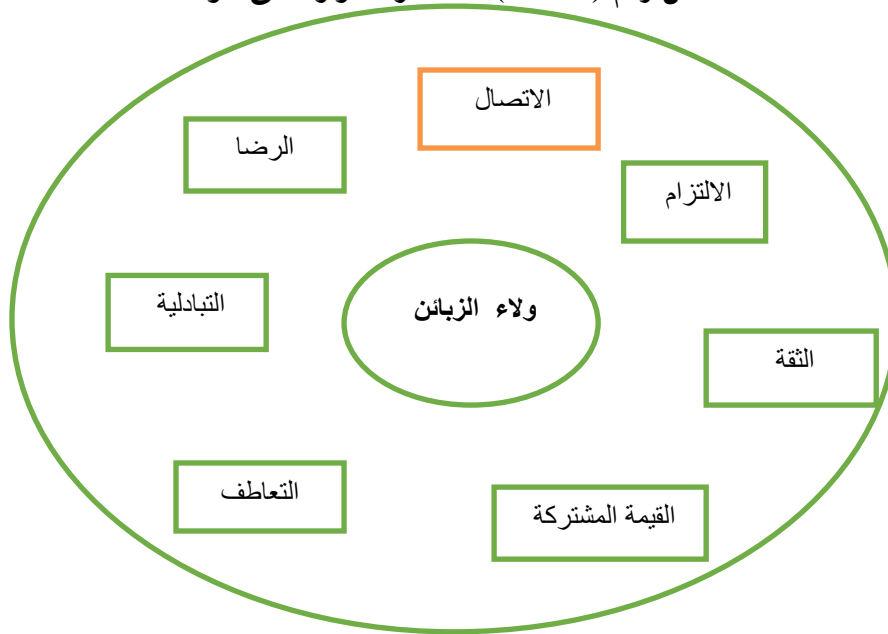 الاتصال
الرضا
الالتزام
التبادلية
ولاء الزبائن
الثقة
التعاطف
القيمة المشتركة